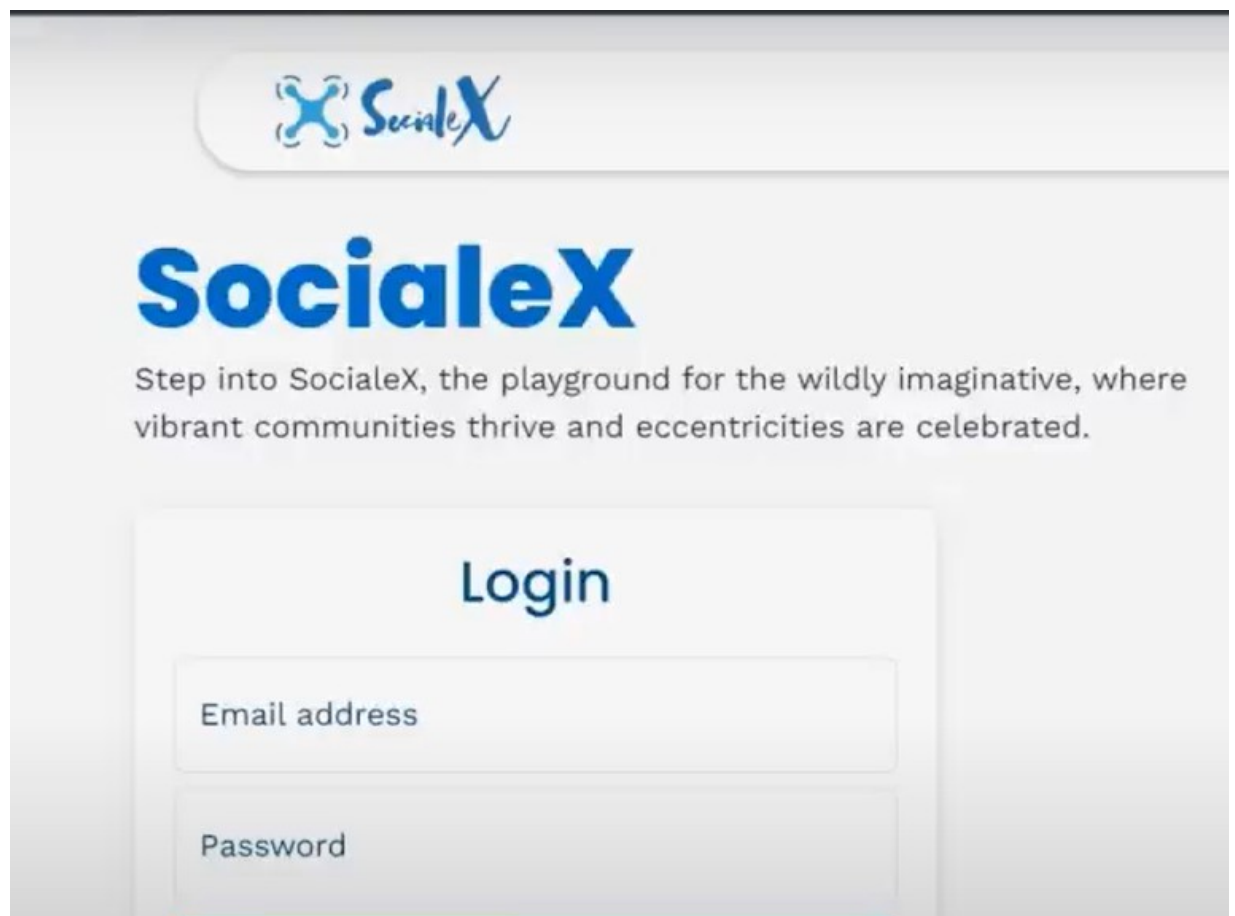 SocialeX
SocialeX
Step into SocialeX, the playground for the wildly imaginative, where
vibrant communities thrive and eccentricities are celebrated.
Login
Email address
Password